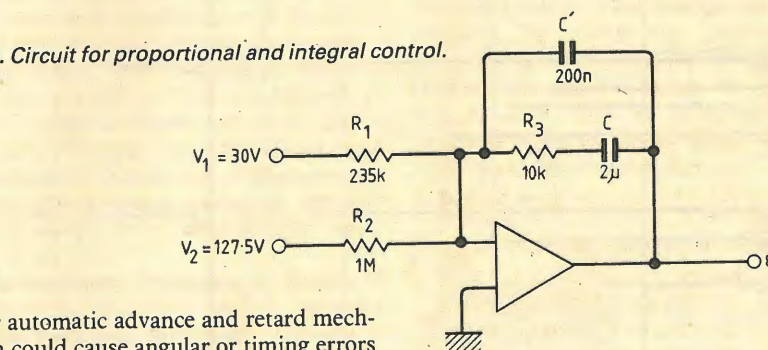 . Circuit for proportional and integral control.
C′
200n
R₁
R₃
C
V₁ = 30V
235k
10k
2μ
R₂
V₂ = 127·5V
1M
automatic advance and retard mech-
could cause angular or timing errors